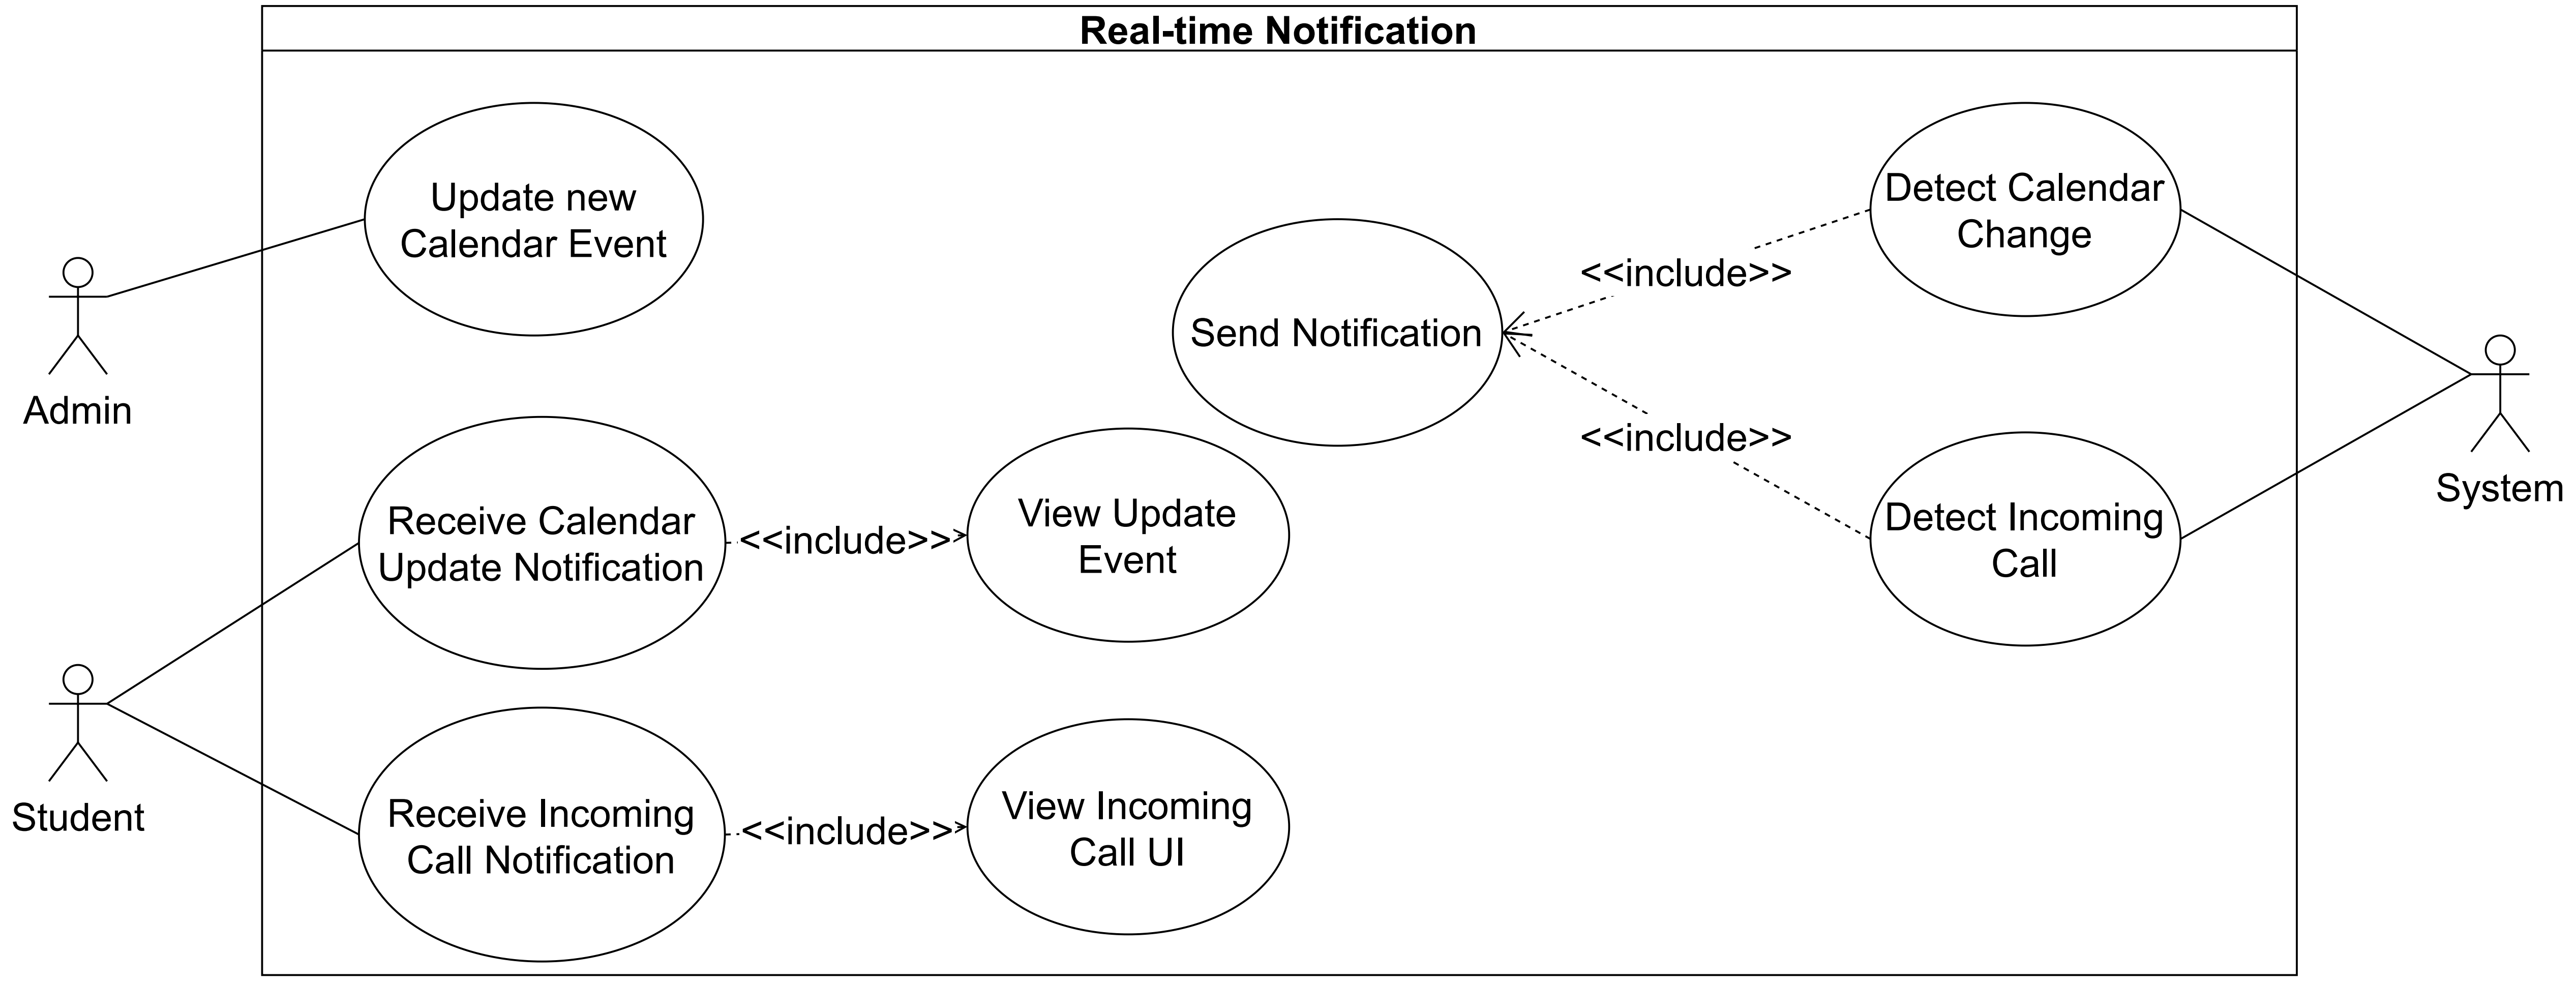 Real-time Notification
Update new
Calendar Event
Detect Calendar
Change
<<include>>
Send Notification
Admin
<<include>>
System
Receive Calendar
Update Notification
<<include>>
View Update
Event
Detect Incoming
Call
Student
Receive Incoming
Call Notification
<<include>>
View Incoming
Call UI